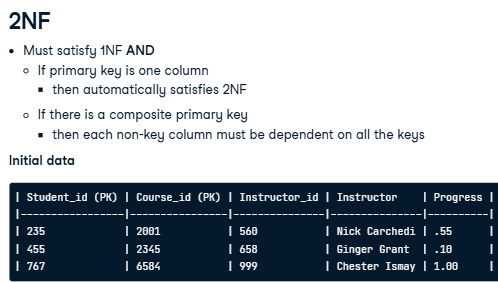 2NF
• Must satisfy 1NF AND
○ If primary key is one column
▪ then automatically satisfies 2NF
○ If there is a composite primary key
▪ then each non-key column must be dependent on all the keys
Initial data
| Student_id (PK) | Course_id (PK) | Instructor_id | Instructor | Progress |
|-----------------|----------------|---------------|---------------|----------|
| 235 | 2001 | 560 | Nick Carchedi | .55 |
| 455 | 2345 | 658 | Ginger Grant | .10 |
| 767 | 6584 | 999 | Chester Ismay | 1.00 |